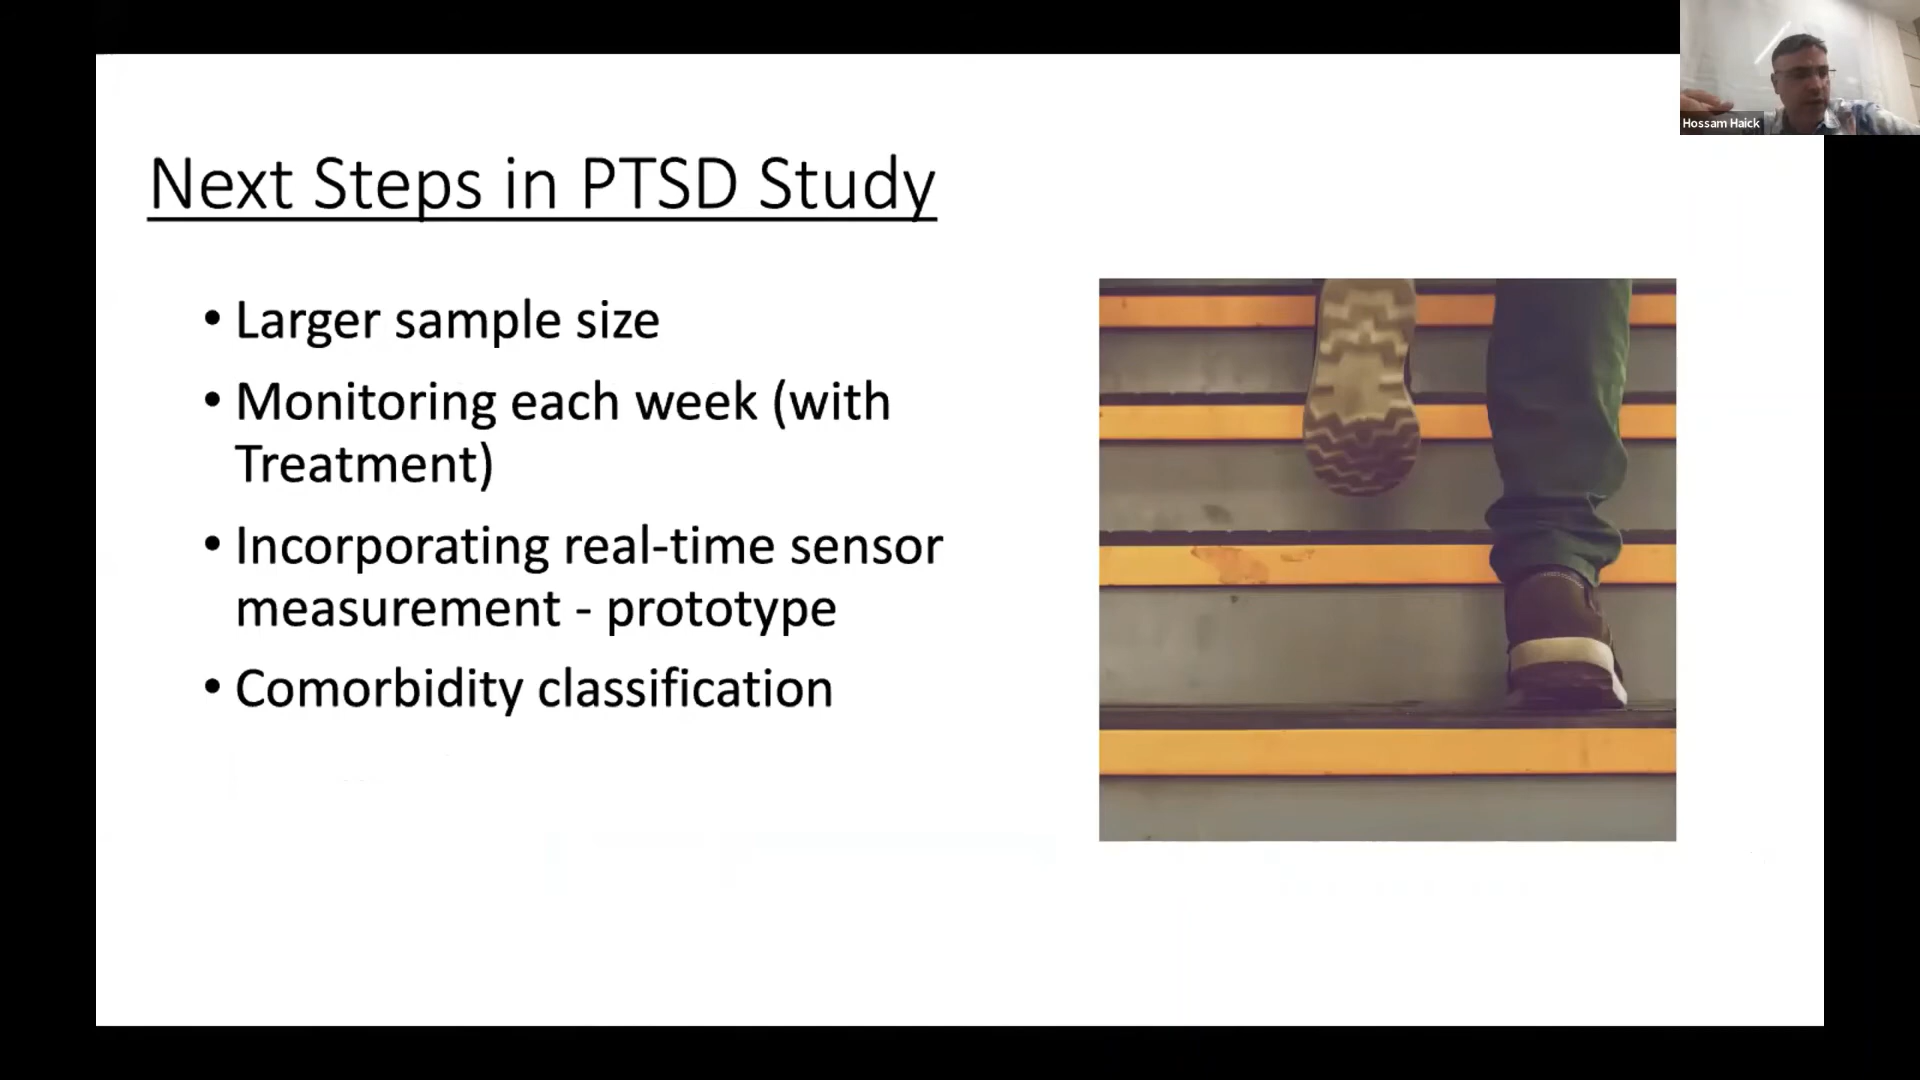 Hossam Haick
Next Steps in PTSD Study
• Larger sample size
• Monitoring each week (with
Treatment)
• Incorporating real-time sensor
measurement - prototype
• Comorbidity classification